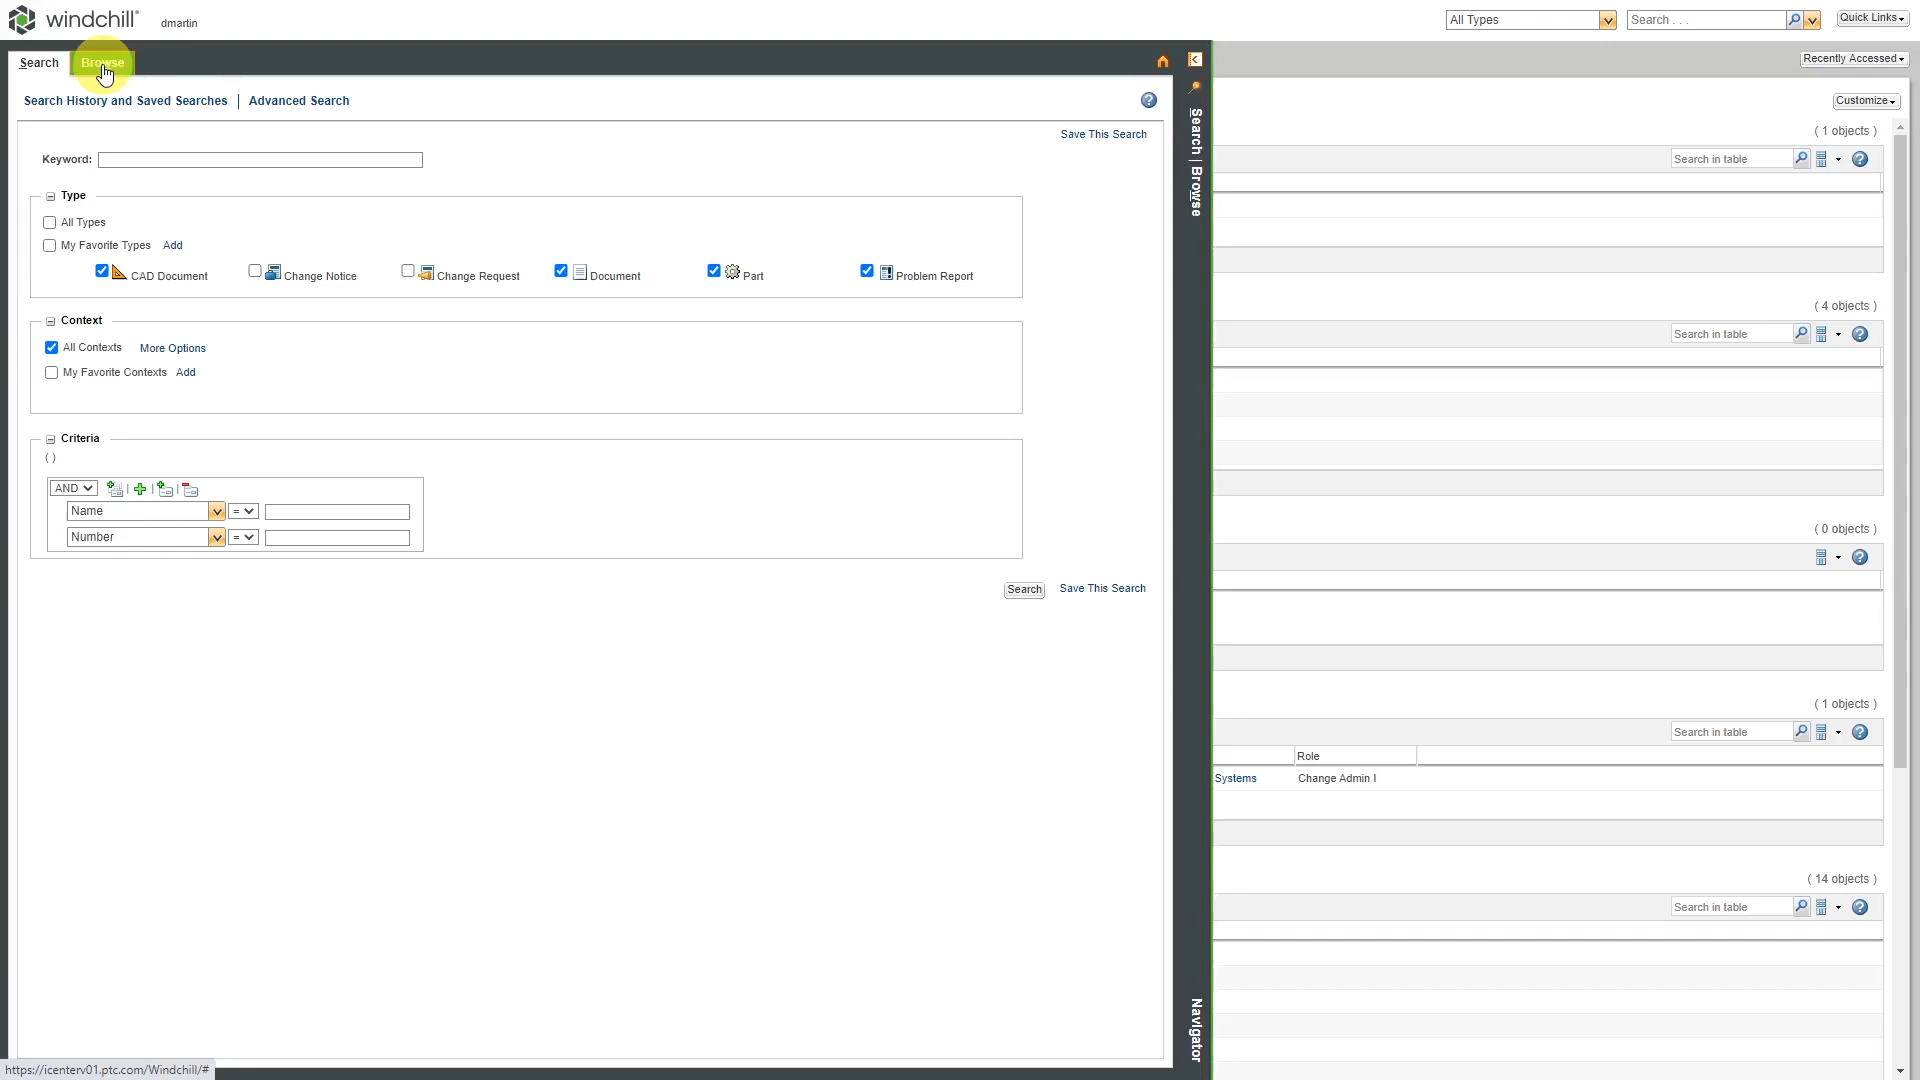 windchill®
dmartin
All Types
Search . . .
Quick Links
Search
Browse
Recently Accessed
Search History and Saved Searches | Advanced Search
Customize
( 1 objects )
Save This Search
Keyword:
Search in table
Type
All Types
My Favorite Types Add
CAD Document
Change Notice
Change Request
Document
Part
Problem Report
Search | Browse
( 4 objects )
Context
Search in table
All Contexts More Options
My Favorite Contexts Add
Criteria
( )
AND
Name =
Number =
( 0 objects )
Search Save This Search
( 1 objects )
Search in table
Role
Systems Change Admin I
( 14 objects )
Search in table
Navigator
https://icenterv01.ptc.com/Windchill/#